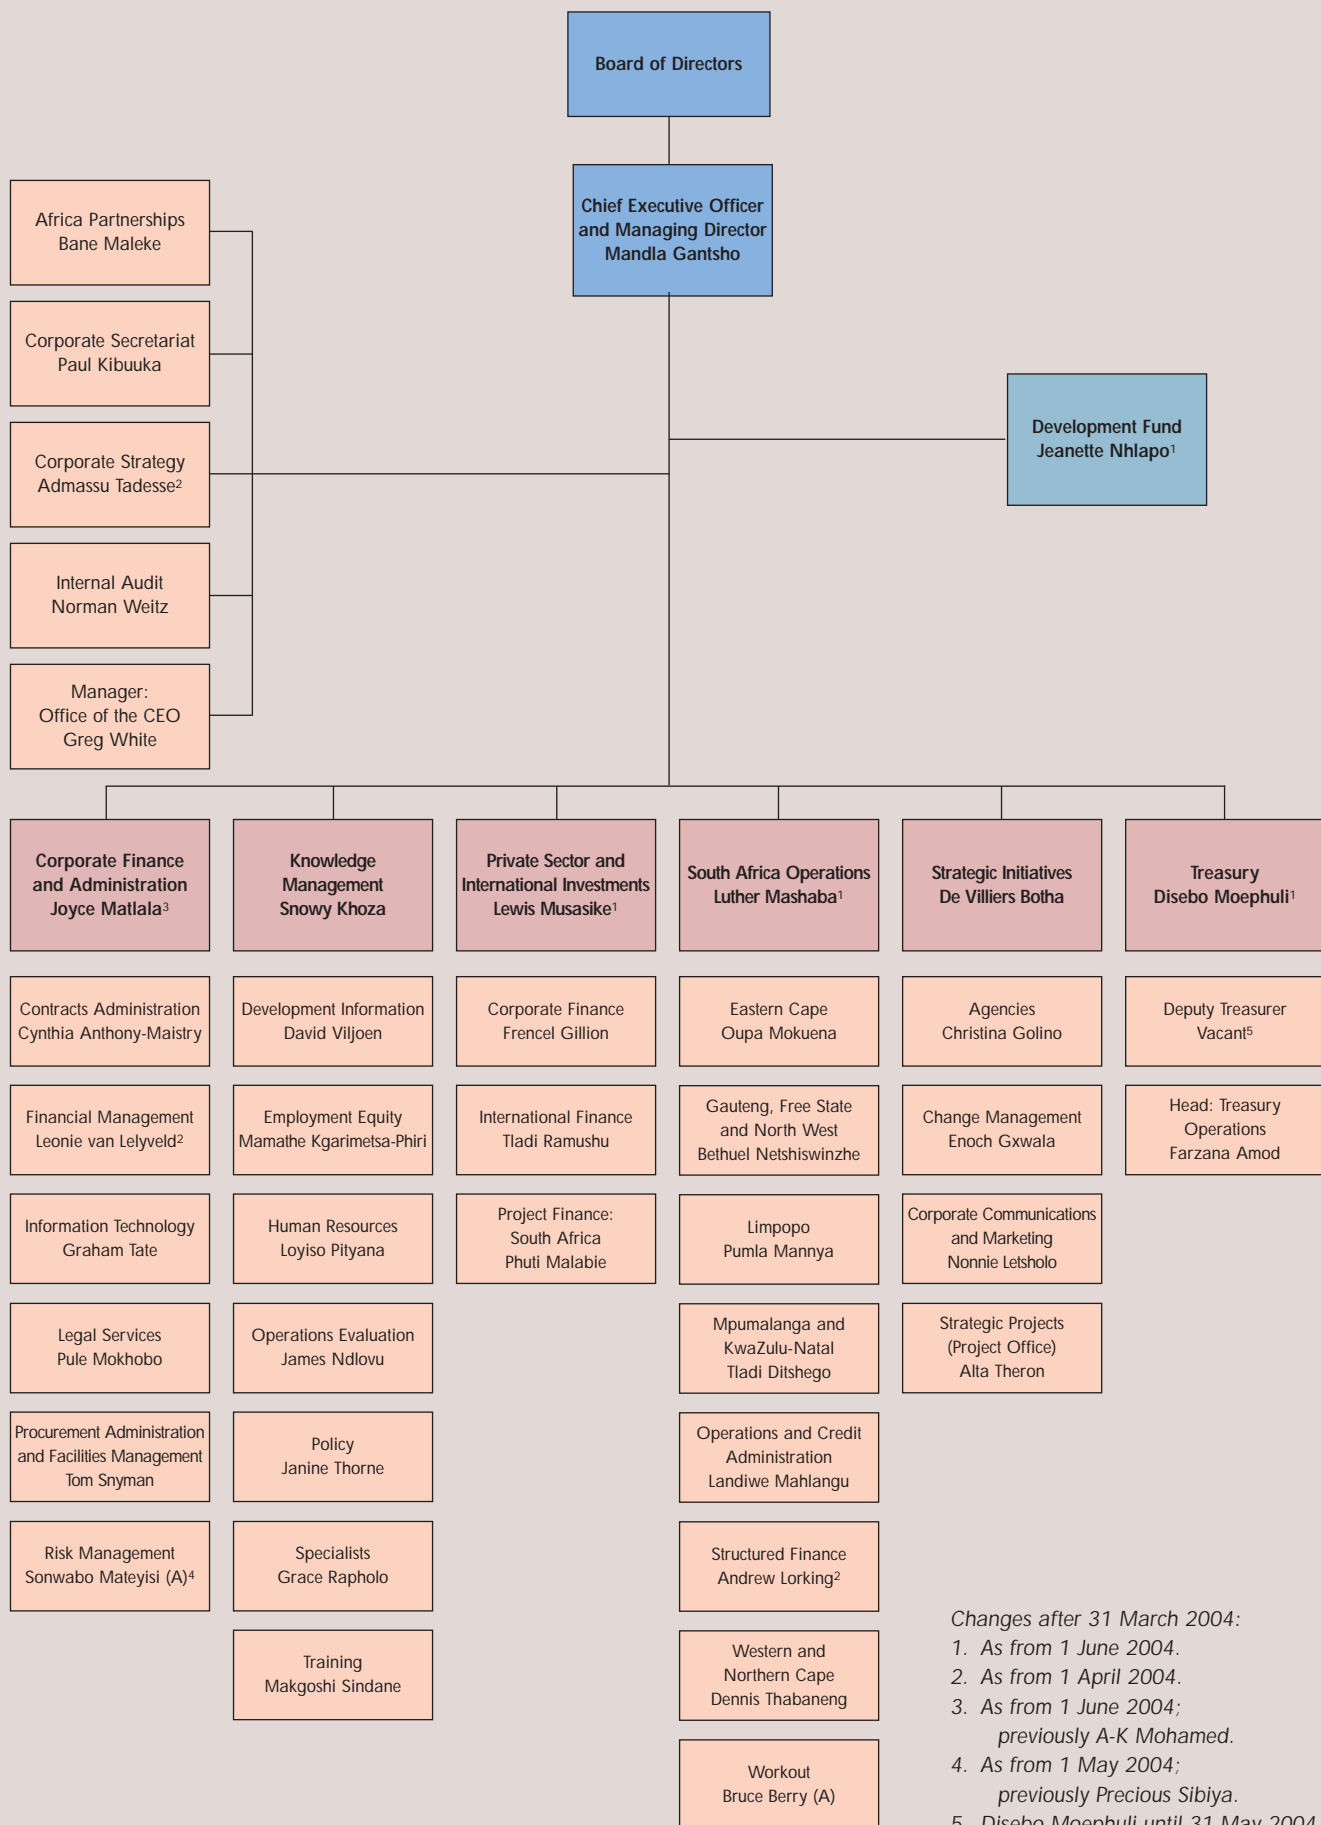 Board of Directors
Chief Executive Officer
and Managing Director
Mandla Gantsho
Africa Partnerships
Bane Maleke
Corporate Secretariat
Paul Kibuuka
Corporate Strategy
Admassu Tadesse²
Internal Audit
Norman Weitz
Manager:
Office of the CEO
Greg White
Development Fund
Jeanette Nhlapo¹
Corporate Finance
and Administration
Joyce Matlala³
Contracts Administration
Cynthia Anthony-Maistry
Financial Management
Leonie van Lelyveld²
Information Technology
Graham Tate
Legal Services
Pule Mokhobo
Procurement Administration
and Facilities Management
Tom Snyman
Risk Management
Sonwabo Mateyisi (A)⁴
Knowledge
Management
Snowy Khoza
Development Information
David Viljoen
Employment Equity
Mamathe Kgarimetsa-Phiri
Human Resources
Loyiso Pityana
Operations Evaluation
James Ndlovu
Policy
Janine Thorne
Specialists
Grace Rapholo
Training
Makgoshi Sindane
Private Sector and
International Investments
Lewis Musasike¹
Corporate Finance
Frencel Gillion
International Finance
Tladi Ramushu
Project Finance:
South Africa
Phuti Malabie
South Africa Operations
Luther Mashaba¹
Eastern Cape
Oupa Mokuena
Gauteng, Free State
and North West
Bethuel Netshiswinzhe
Limpopo
Pumla Mannya
Mpumalanga and
KwaZulu-Natal
Tladi Ditshego
Operations and Credit
Administration
Landiwe Mahlangu
Structured Finance
Andrew Lorking²
Western and
Northern Cape
Dennis Thabaneng
Workout
Bruce Berry (A)
Strategic Initiatives
De Villiers Botha
Agencies
Christina Golino
Change Management
Enoch Gxwala
Corporate Communications
and Marketing
Nonnie Letsholo
Strategic Projects
(Project Office)
Alta Theron
Treasury
Disebo Moephuli¹
Deputy Treasurer
Vacant⁵
Head: Treasury
Operations
Farzana Amod
Changes after 31 March 2004:
1. As from 1 June 2004.
2. As from 1 April 2004.
3. As from 1 June 2004;
previously A-K Mohamed.
4. As from 1 May 2004;
previously Precious Sibiya.
5. Disebo Moephuli until 31 May 2004